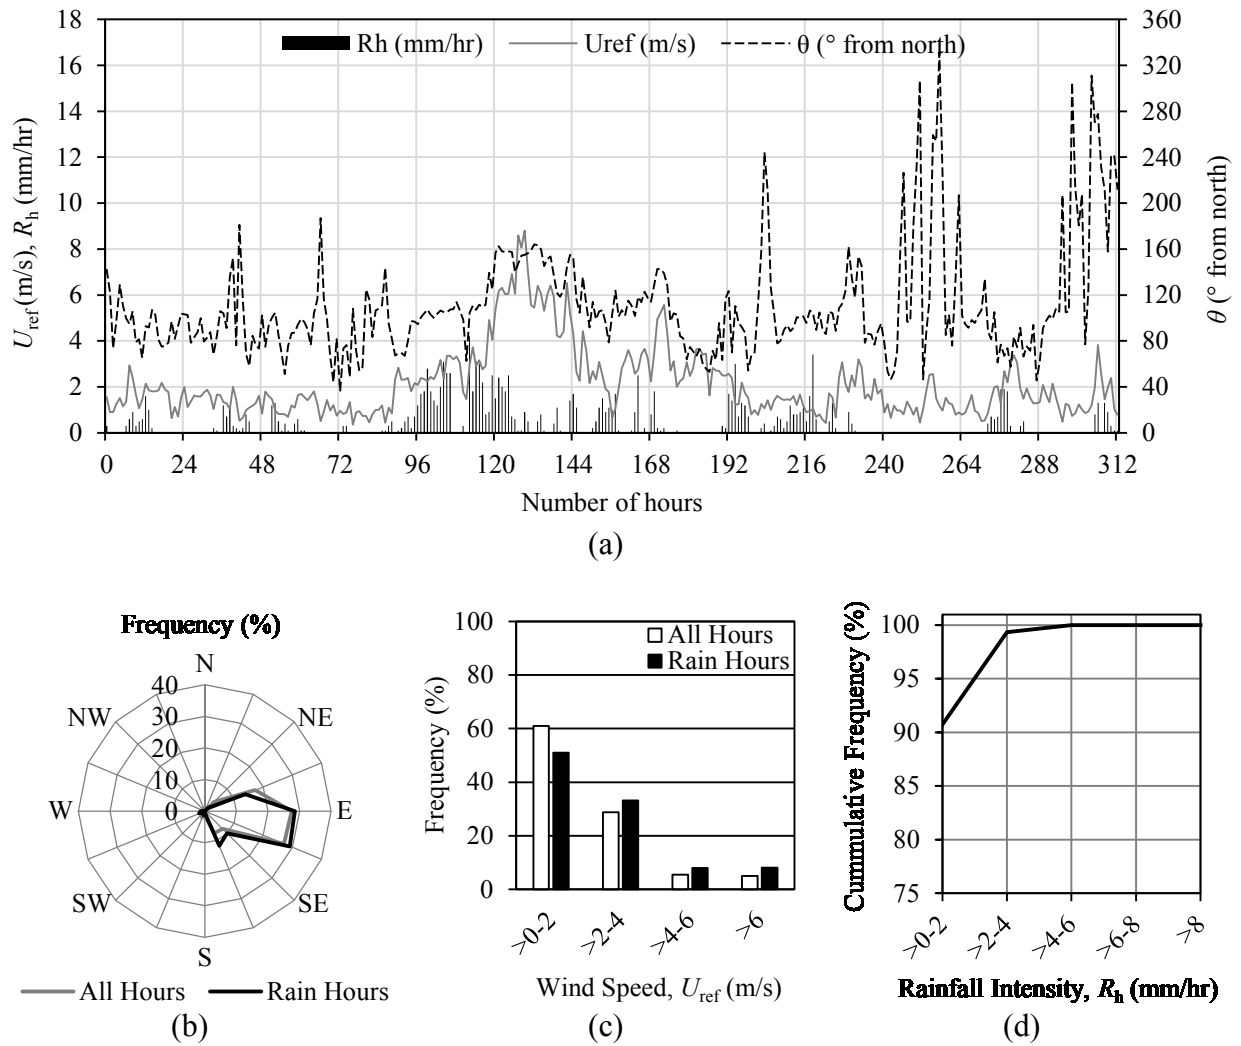 Rh (mm/hr) Uref (m/s) θ (° from north)
18 16 14 12 10 8 6 4 2 0
U_ref (m/s), R_h (mm/hr)
360 320 280 240 200 160 120 80 40 0
θ (° from north)
0 24 48 72 96 120 144 168 192 216 240 264 288 312
Number of hours
(a)
Frequency (%)
N
NE
E
SE
S
SW
W
NW
40
30
20
10
0
All Hours Rain Hours
(b)
100
80
60
40
20
0
Frequency (%)
All Hours
Rain Hours
>0-2 >2-4 >4-6 >6
Wind Speed, U_ref (m/s)
(c)
100
95
90
85
80
75
Cummulative Frequency (%)
>0-2 >2-4 >4-6 >6-8 >8
Rainfall Intensity, R_h (mm/hr)
(d)